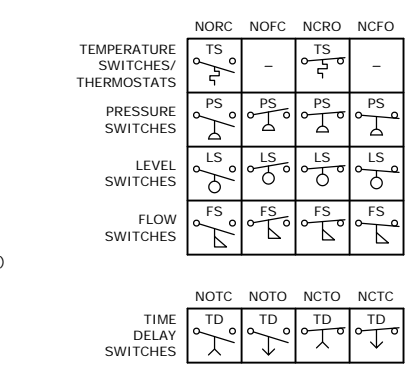 NORC NOFC NCRO NCFO
TEMPERATURE
SWITCHES/
THERMOSTATS
TS – TS –
PRESSURE
SWITCHES
PS PS PS PS
LEVEL
SWITCHES
LS LS LS LS
FLOW
SWITCHES
FS FS FS FS
)
NOTC NOTO NCTO NCTC
TIME
DELAY
SWITCHES
TD TD TD TD